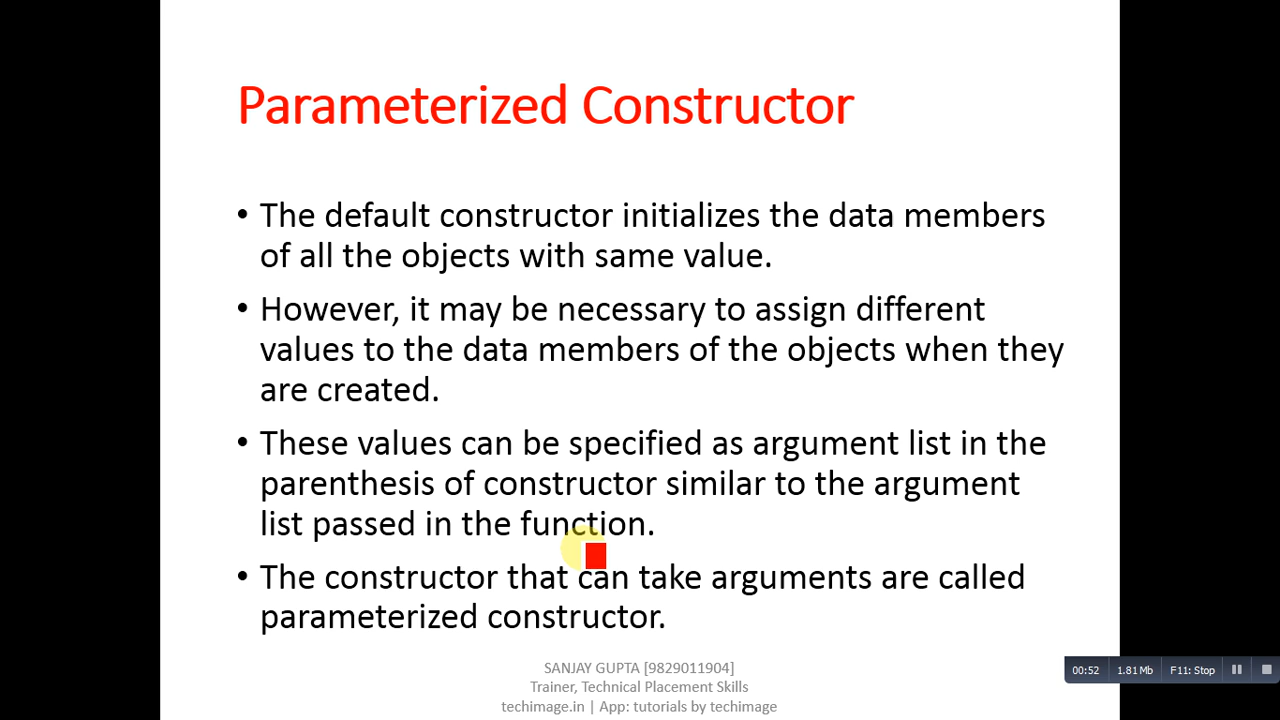 Parameterized Constructor
• The default constructor initializes the data members
of all the objects with same value.
• However, it may be necessary to assign different
values to the data members of the objects when they
are created.
• These values can be specified as argument list in the
parenthesis of constructor similar to the argument
list passed in the function.
• The constructor that can take arguments are called
parameterized constructor.
SANJAY GUPTA [9829011904]
Trainer, Technical Placement Skills
techimage.in | App: tutorials by techimage
00:52 1.81 Mb F11: Stop